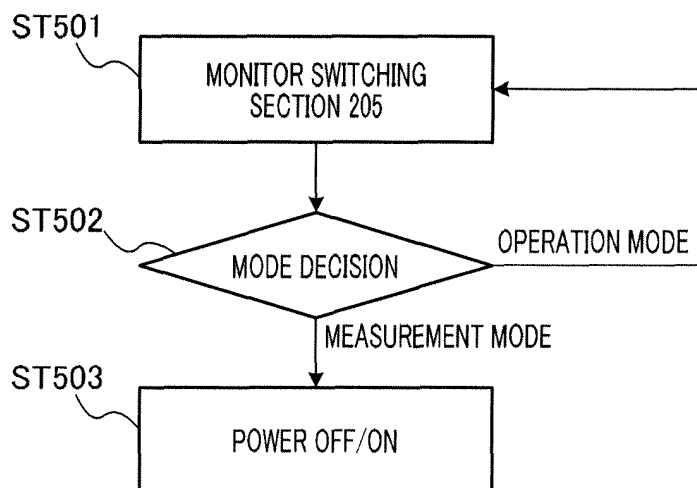 ST501
MONITOR SWITCHING
SECTION 205
ST502
MODE DECISION
OPERATION MODE
MEASUREMENT MODE
ST503
POWER OFF/ON